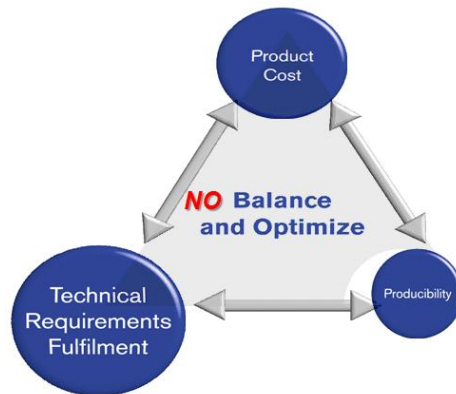 Product
Cost
NO Balance
and Optimize
Technical
Requirements
Fulfilment
Producibility